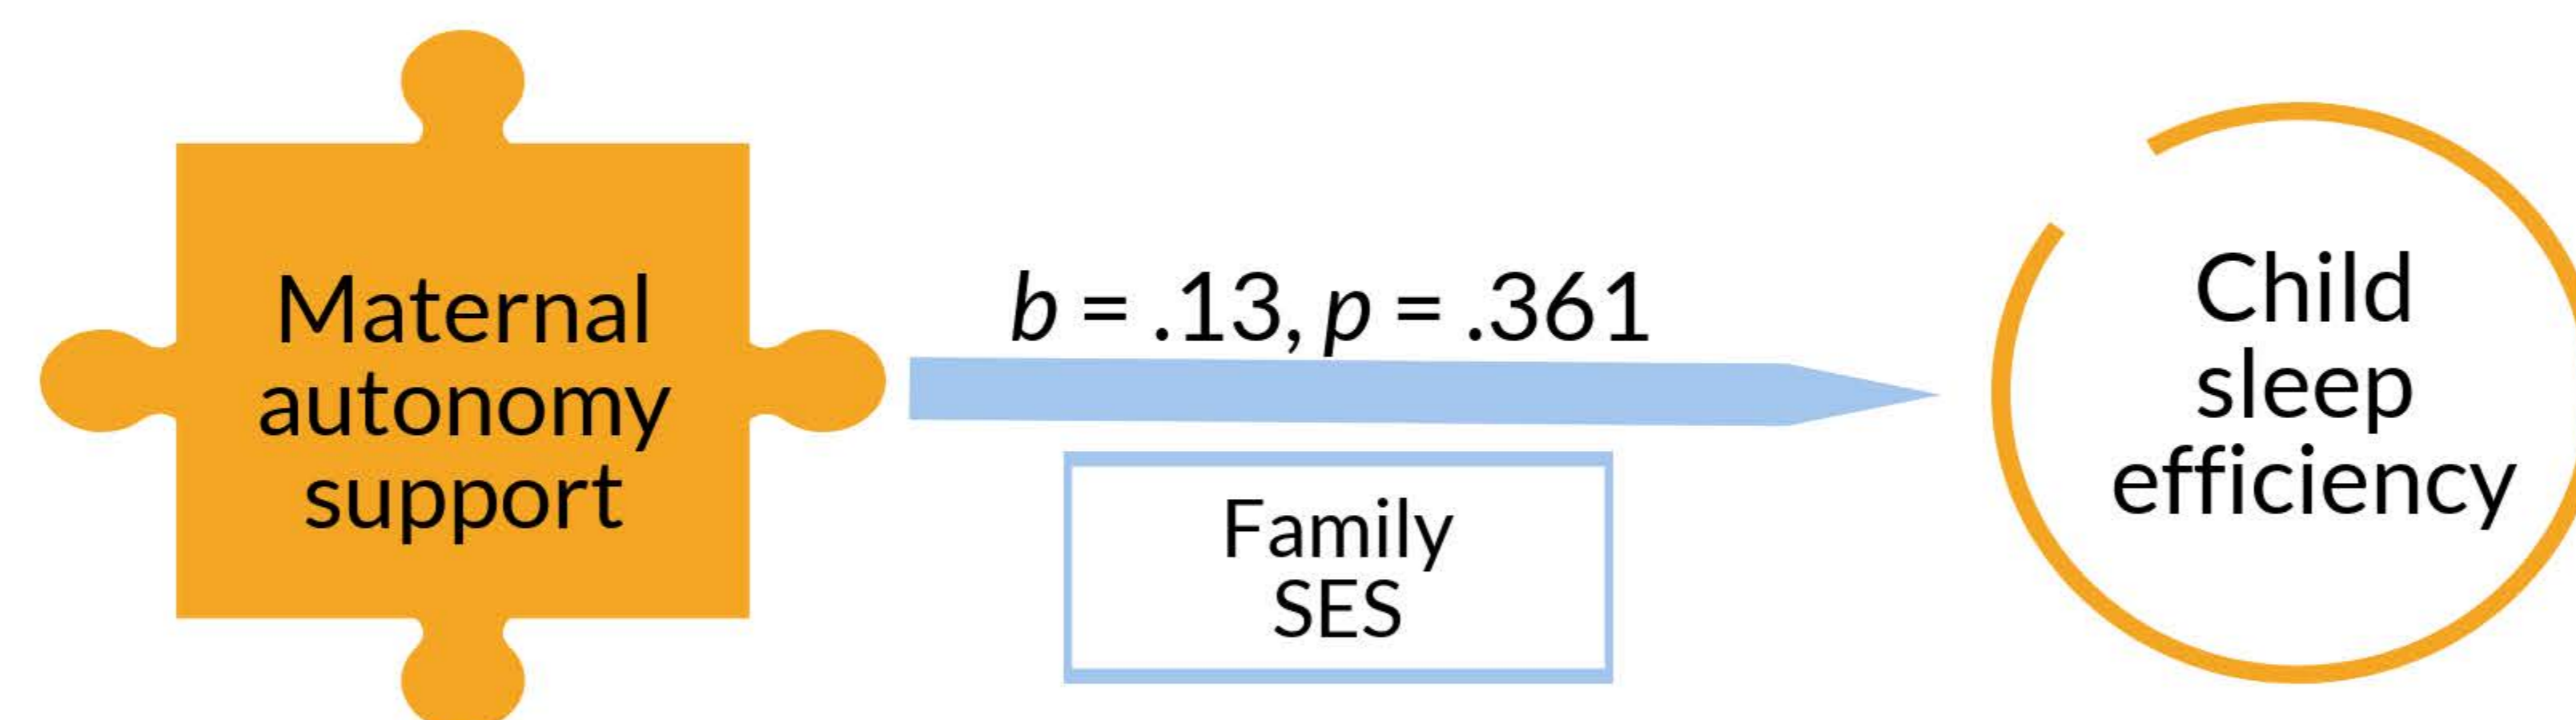 Maternal
autonomy
support
b = .13, p = .361
Family
SES
Child
sleep
efficiency